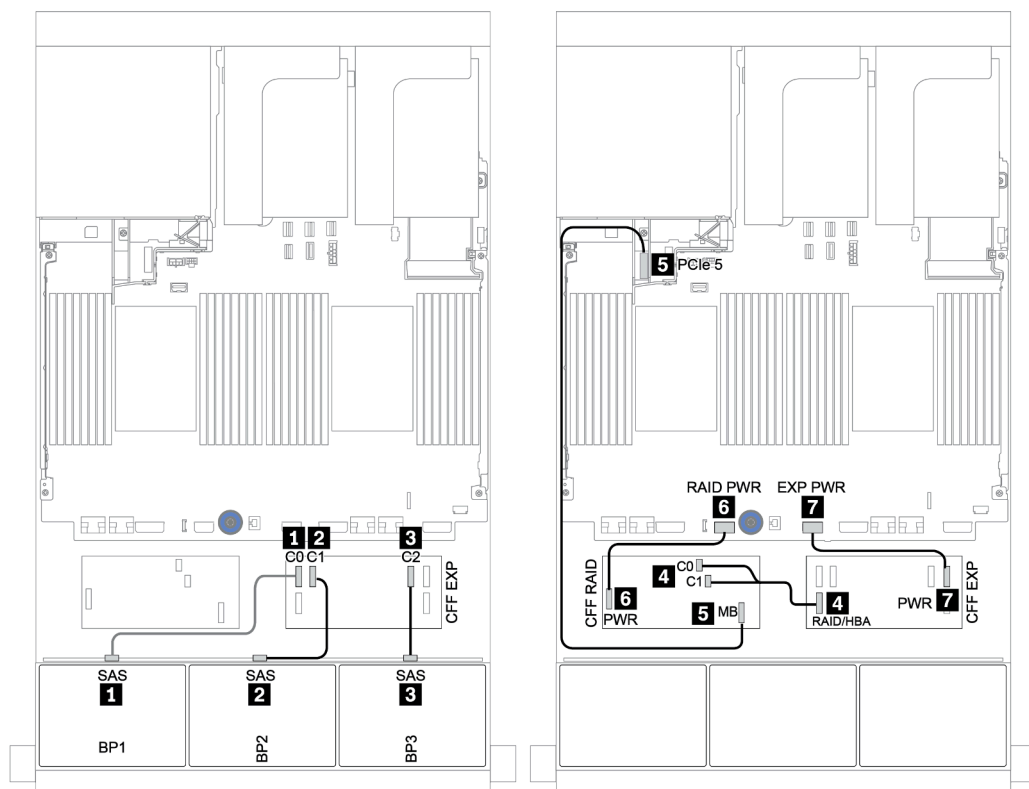 1 2 3
C0 C1 C2
CFF EXP
SAS SAS SAS
1 2 3
BP1 BP2 BP3
5 PCIe 5
RAID PWR EXP PWR
6 7
CFF RAID
C0
4 C1
6
PWR
5 MB
4
RAID/HBA
PWR 7
CFF EXP